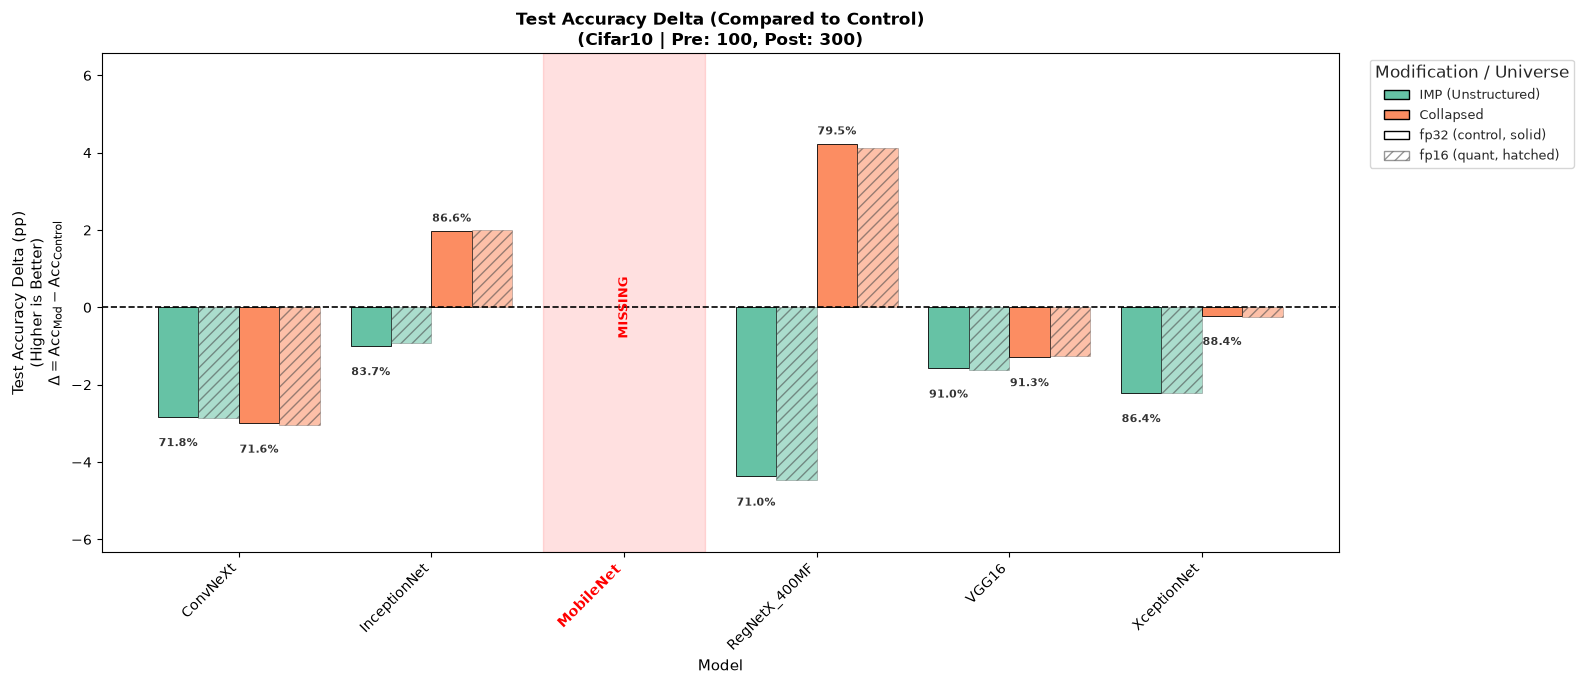 Test Accuracy Delta (Compared to Control)
(Cifar10 | Pre: 100, Post: 300)
Test Accuracy Delta (pp)
(Higher is Better)
Δ = Acc_Mod − Acc_Control
6
4
2
0
−2
−4
−6
71.8%
71.6%
83.7%
86.6%
MISSING
71.0%
79.5%
91.0%
91.3%
86.4%
88.4%
ConvNeXt
InceptionNet
MobileNet
RegNetX_400MF
VGG16
XceptionNet
Model
Modification / Universe
IMP (Unstructured)
Collapsed
fp32 (control, solid)
fp16 (quant, hatched)